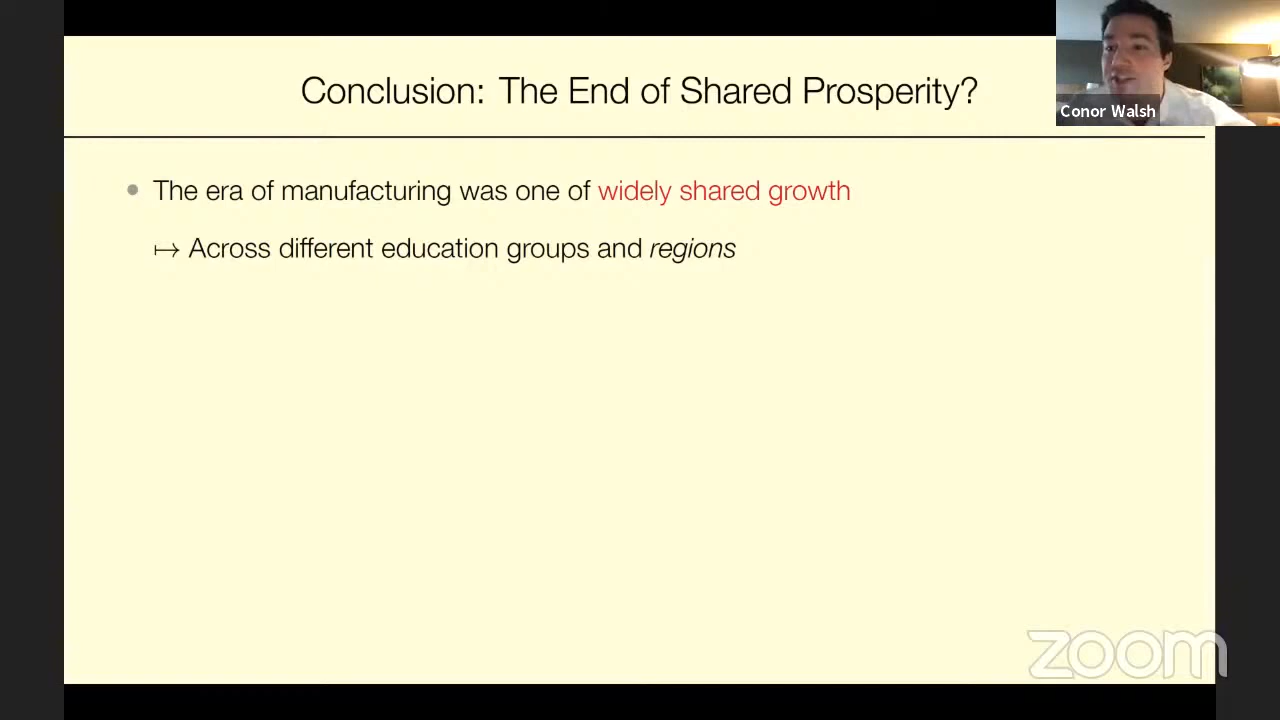 Conclusion: The End of Shared Prosperity?
Conor Walsh
• The era of manufacturing was one of widely shared growth
↦ Across different education groups and regions
zoom